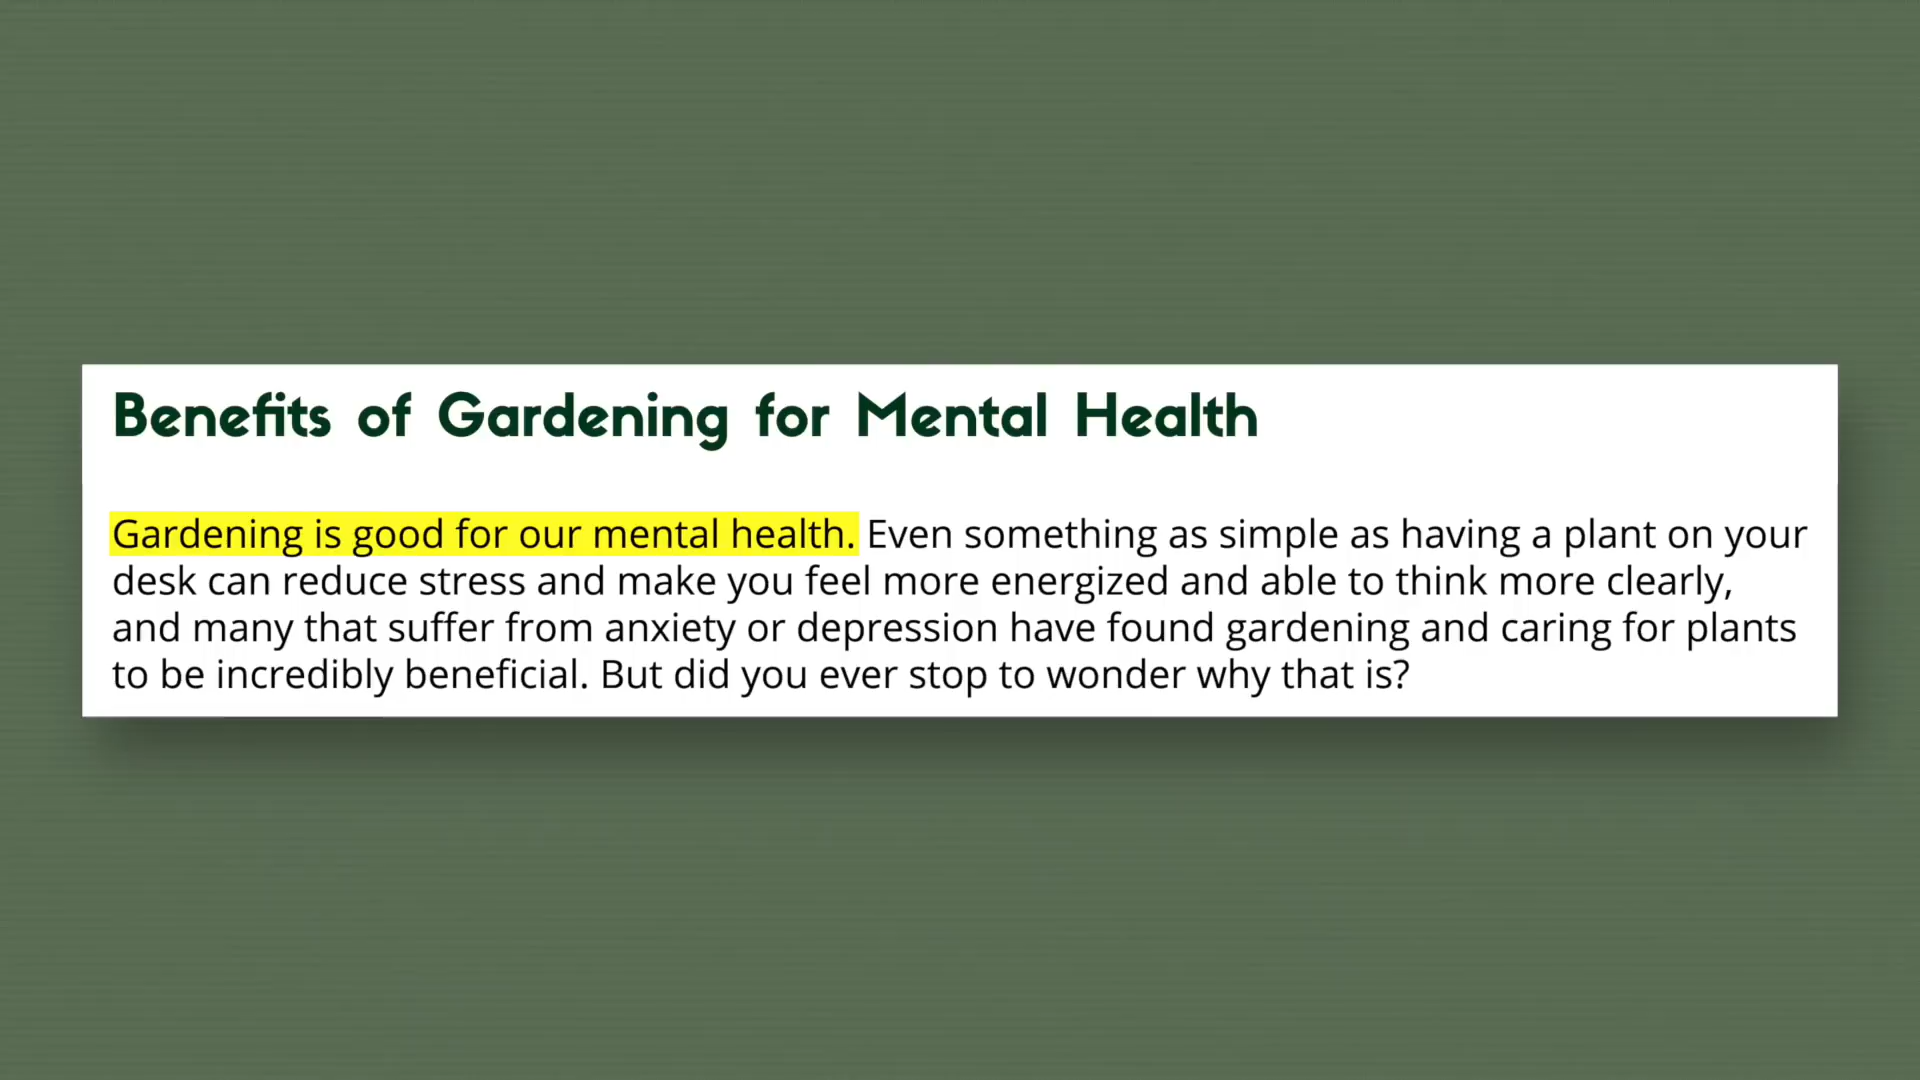 Benefits of Gardening for Mental Health
Gardening is good for our mental health. Even something as simple as having a plant on your
desk can reduce stress and make you feel more energized and able to think more clearly,
and many that suffer from anxiety or depression have found gardening and caring for plants
to be incredibly beneficial. But did you ever stop to wonder why that is?